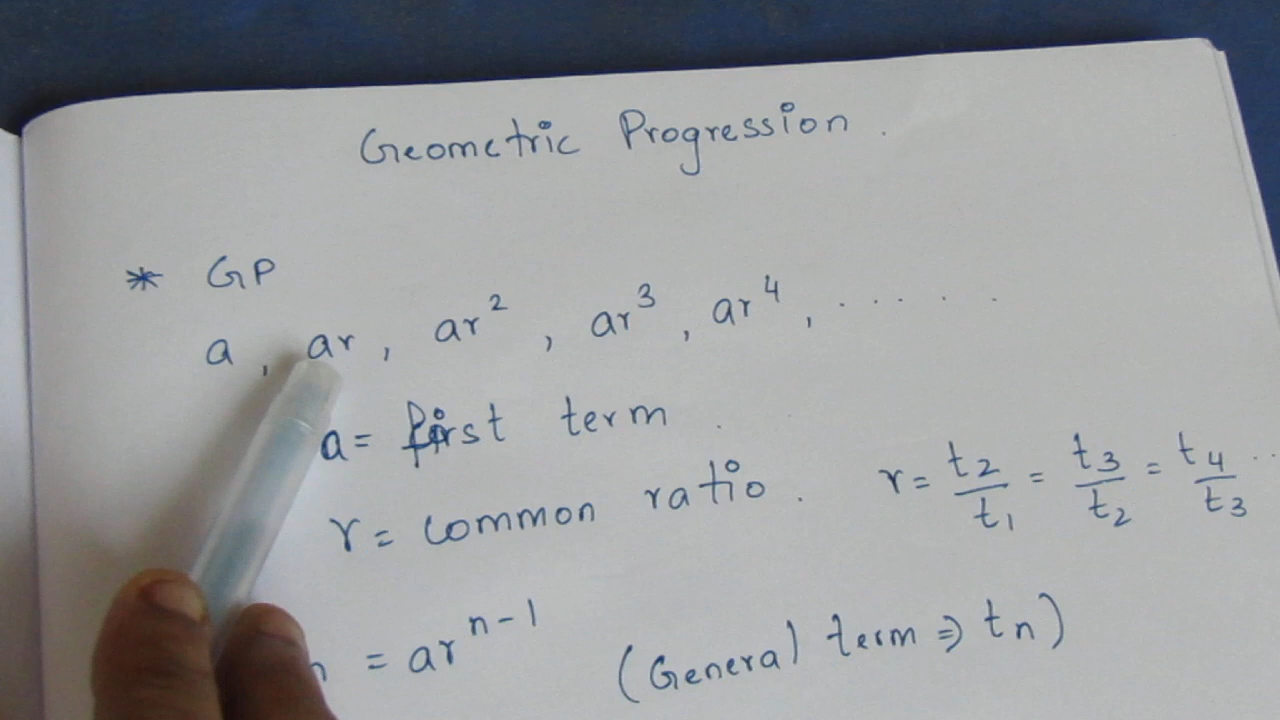 Geometric Progression.
* GP
a, ar, ar², ar³, ar⁴, . . . . .
a = first term.
r = common ratio. r = t₂/t₁ = t₃/t₂ = t₄/t₃ ..
= arⁿ⁻¹ (General term ⇒ tₙ)